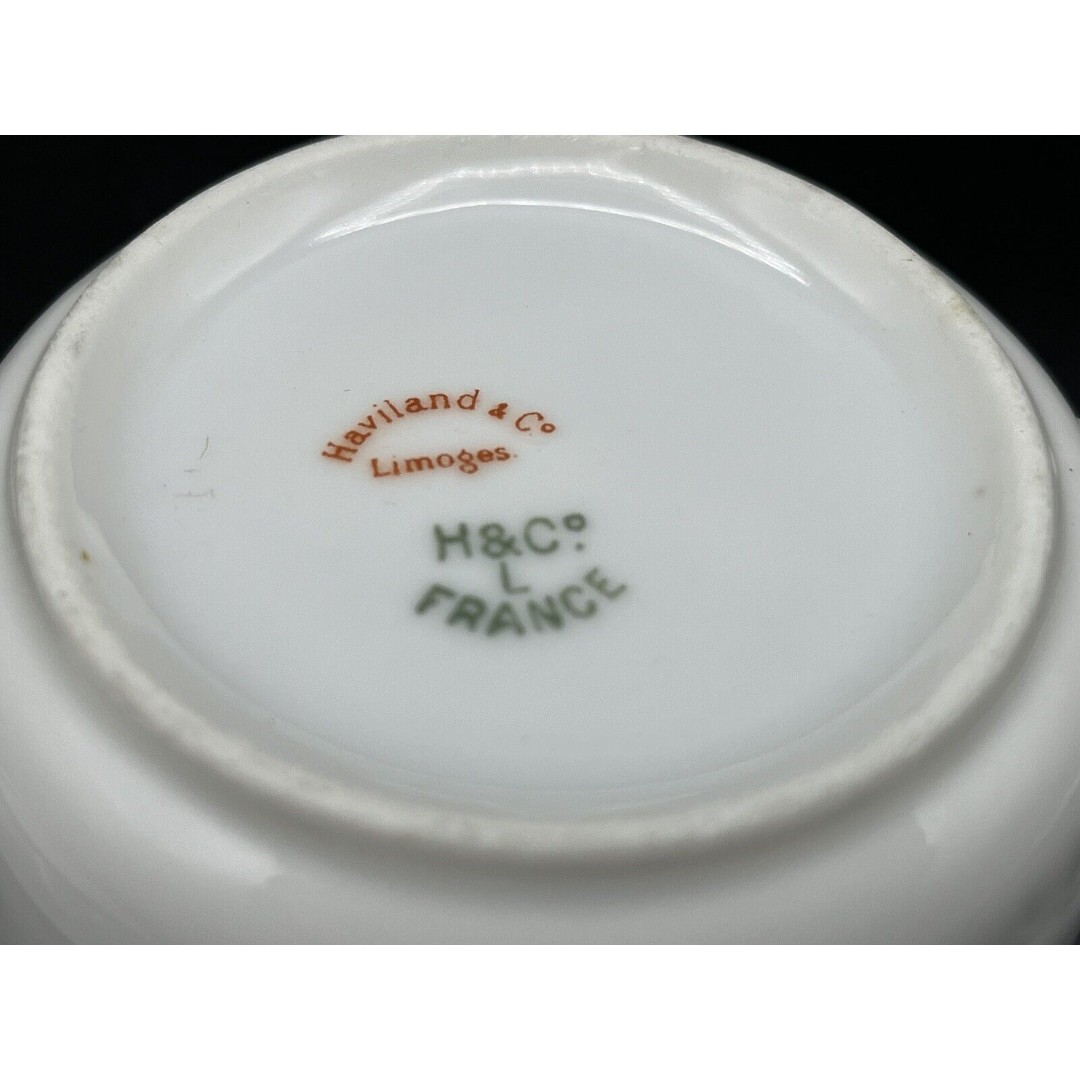 Haviland & Co
Limoges.
H&Co.
L
FRANCE